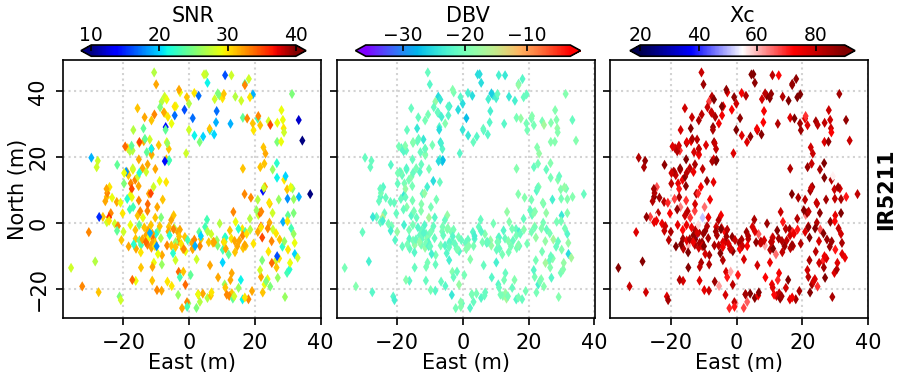 SNR DBV Xc
10 20 30 40 −30 −20 −10 20 40 60 80
North (m)
40
20
0
−20
IR5211
−20 0 20 40 −20 0 20 40 −20 0 20 40
East (m) East (m) East (m)